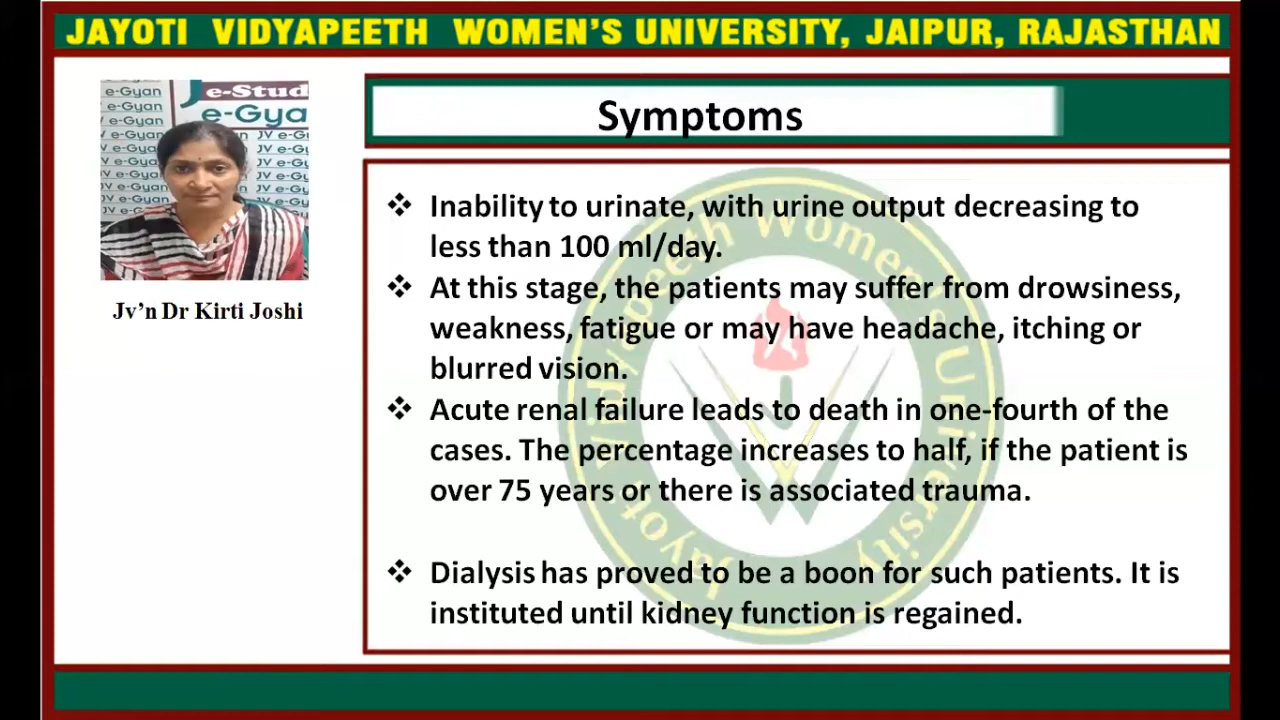 JAYOTI VIDYAPEETH WOMEN'S UNIVERSITY, JAIPUR, RAJASTHAN
e-Stud
e-Gya
e-Gyan
Jv'n Dr Kirti Joshi
Symptoms
❖ Inability to urinate, with urine output decreasing to
less than 100 ml/day.
❖ At this stage, the patients may suffer from drowsiness,
weakness, fatigue or may have headache, itching or
blurred vision.
❖ Acute renal failure leads to death in one-fourth of the
cases. The percentage increases to half, if the patient is
over 75 years or there is associated trauma.
❖ Dialysis has proved to be a boon for such patients. It is
instituted until kidney function is regained.